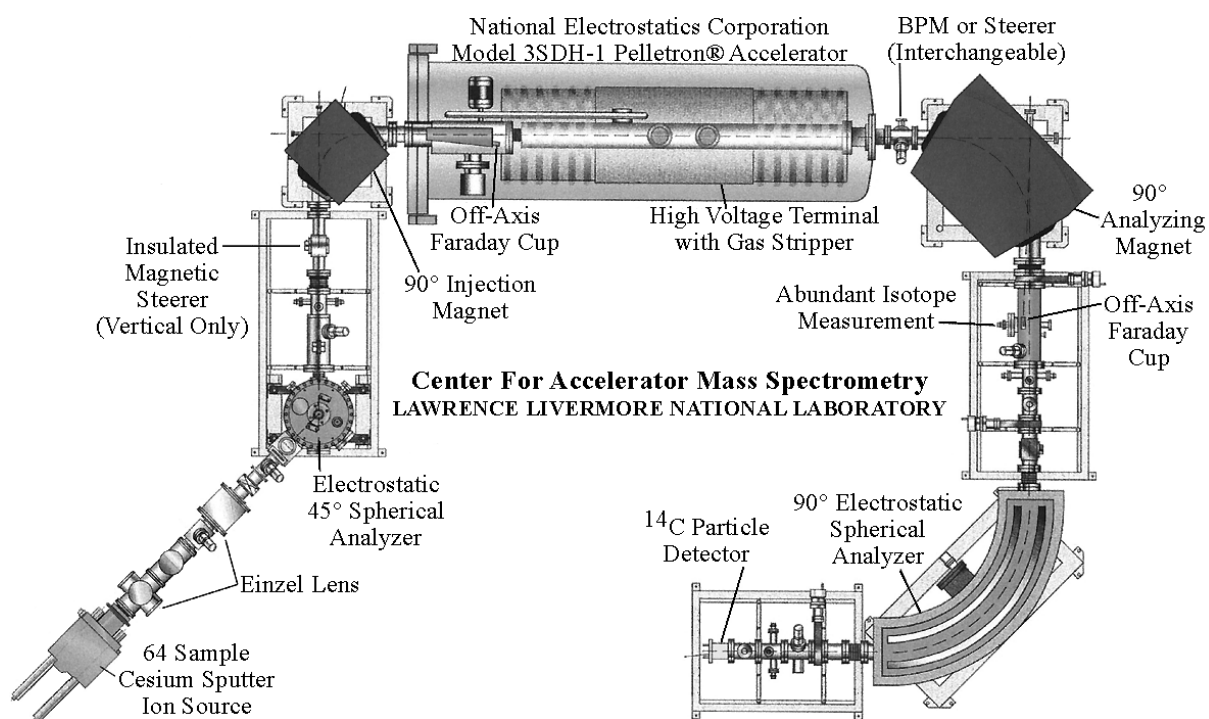 National Electrostatics Corporation
Model 3SDH-1 Pelletron® Accelerator
BPM or Steerer
(Interchangeable)
Off-Axis
Faraday Cup
High Voltage Terminal
with Gas Stripper
90°
Analyzing
Magnet
Insulated
Magnetic
Steerer
(Vertical Only)
90° Injection
Magnet
Abundant Isotope
Measurement
Off-Axis
Faraday
Cup
Center For Accelerator Mass Spectrometry
LAWRENCE LIVERMORE NATIONAL LABORATORY
Electrostatic
45° Spherical
Analyzer
90° Electrostatic
Spherical
Analyzer
14C Particle
Detector
Einzel Lens
64 Sample
Cesium Sputter
Ion Source